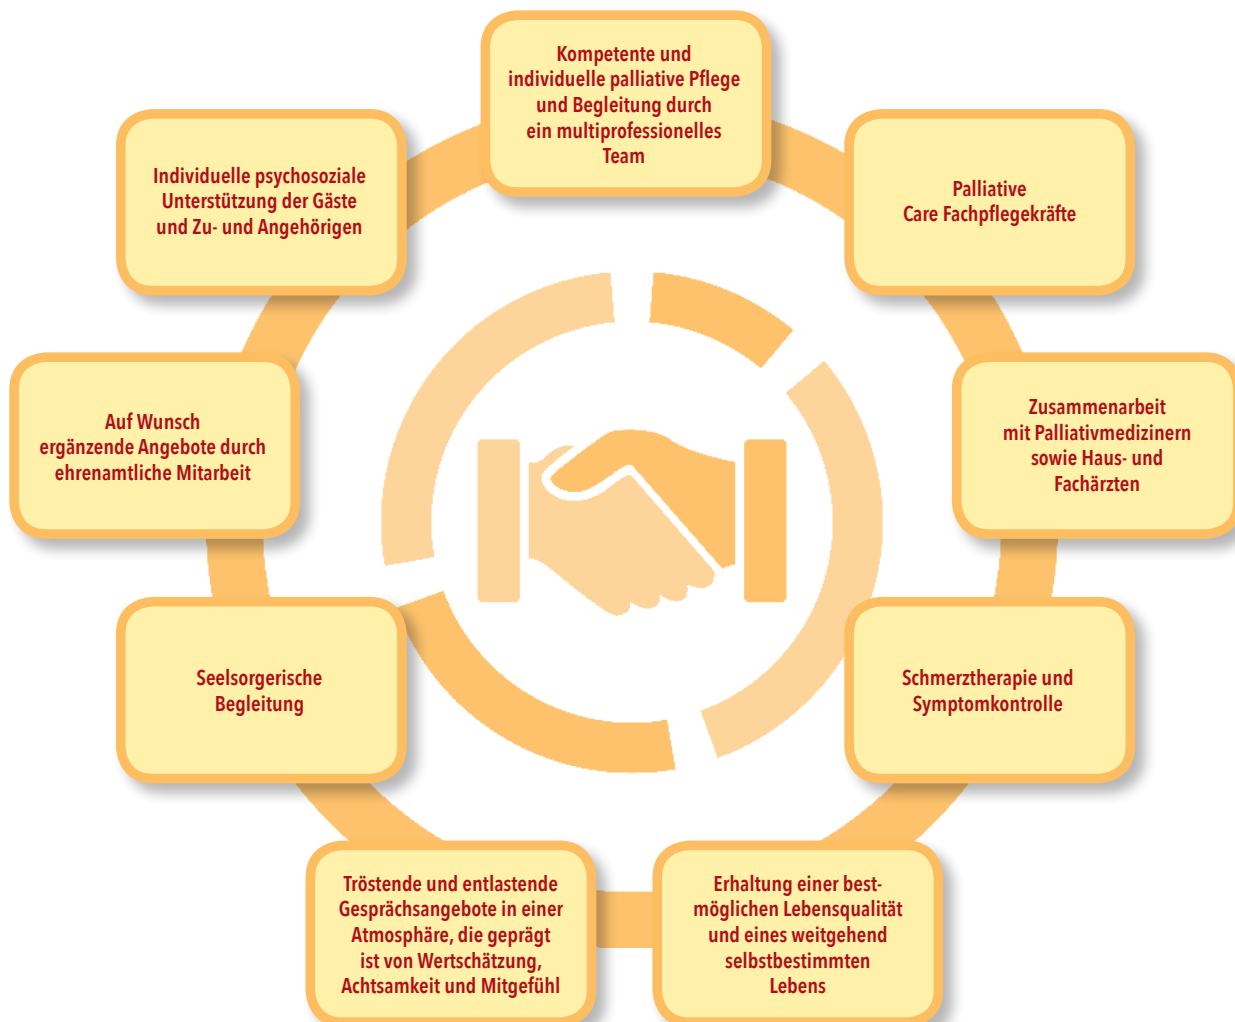 Kompetente und
individuelle palliative Pflege
und Begleitung durch
ein multiprofessionelles
Team
Palliative
Care Fachpflegekräfte
Zusammenarbeit
mit Palliativmedizinern
sowie Haus- und
Fachärzten
Schmerztherapie und
Symptomkontrolle
Erhaltung einer best-
möglichen Lebensqualität
und eines weitgehend
selbstbestimmten
Lebens
Tröstende und entlastende
Gesprächsangebote in einer
Atmosphäre, die geprägt
ist von Wertschätzung,
Achtsamkeit und Mitgefühl
Seelsorgerische
Begleitung
Auf Wunsch
ergänzende Angebote durch
ehrenamtliche Mitarbeit
Individuelle psychosoziale
Unterstützung der Gäste
und Zu- und Angehörigen